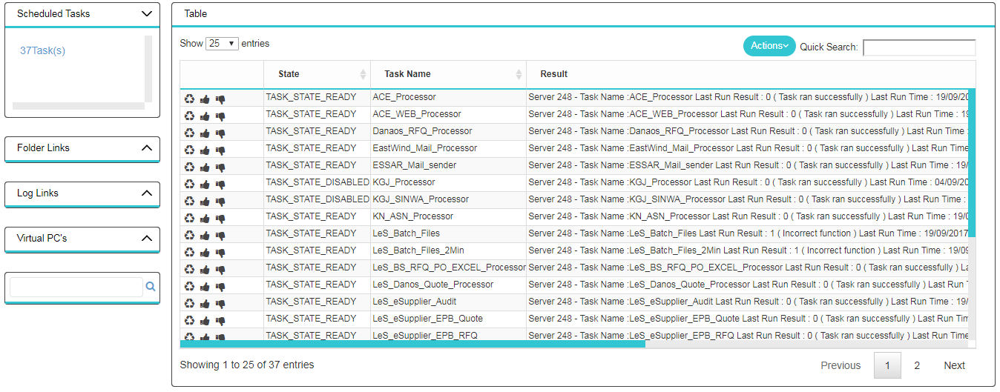 Scheduled Tasks
37Task(s)
Folder Links
Log Links
Virtual PC's
Table
Show 25 entries
Actions Quick Search:
State Task Name Result
TASK_STATE_READY ACE_Processor Server 248 - Task Name :ACE_Processor Last Run Result : 0 ( Task ran successfully ) Last Run Time : 19/09/20
TASK_STATE_READY ACE_WEB_Processor Server 248 - Task Name :ACE_WEB_Processor Last Run Result : 0 ( Task ran successfully ) Last Run Time : 19
TASK_STATE_READY Danaos_RFQ_Processor Server 248 - Task Name :Danaos_RFQ_Processor Last Run Result : 0 ( Task ran successfully ) Last Run Time :
TASK_STATE_READY EastWind_Mail_Processor Server 248 - Task Name :EastWind_Mail_Processor Last Run Result : 0 ( Task ran successfully ) Last Run Time
TASK_STATE_READY ESSAR_Mail_sender Server 248 - Task Name :ESSAR_Mail_sender Last Run Result : 0 ( Task ran successfully ) Last Run Time : 19/
TASK_STATE_DISABLED KGJ_Processor Server 248 - Task Name :KGJ_Processor Last Run Result : 0 ( Task ran successfully ) Last Run Time : 04/09/20
TASK_STATE_DISABLED KGJ_SINWA_Processor Server 248 - Task Name :KGJ_SINWA_Processor Last Run Result : 0 ( Task ran successfully ) Last Run Time :
TASK_STATE_READY KN_ASN_Processor Server 248 - Task Name :KN_ASN_Processor Last Run Result : 0 ( Task ran successfully ) Last Run Time : 19/0
TASK_STATE_READY LeS_Batch_Files Server 248 - Task Name :LeS_Batch_Files Last Run Result : 1 ( Incorrect function ) Last Run Time : 19/09/2017
TASK_STATE_READY LeS_Batch_Files_2Min Server 248 - Task Name :LeS_Batch_Files_2Min Last Run Result : 1 ( Incorrect function ) Last Run Time : 19/09
TASK_STATE_READY LeS_BS_RFQ_PO_EXCEL_Processor Server 248 - Task Name :LeS_BS_RFQ_PO_EXCEL_Processor Last Run Result : 0 ( Task ran successfully ) La
TASK_STATE_READY LeS_Danos_Quote_Processor Server 248 - Task Name :LeS_Danos_Quote_Processor Last Run Result : 0 ( Task ran successfully ) Last Run Ti
TASK_STATE_READY LeS_eSupplier_Audit Server 248 - Task Name :LeS_eSupplier_Audit Last Run Result : 0 ( Task ran successfully ) Last Run Time : 19/
TASK_STATE_READY LeS_eSupplier_EPB_Quote Server 248 - Task Name :LeS_eSupplier_EPB_Quote Last Run Result : 0 ( Task ran successfully ) Last Run Tim
TASK_STATE_READY LeS_eSupplier_EPB_RFQ Server 248 - Task Name :LeS_eSupplier_EPB_RFQ Last Run Result : 0 ( Task ran successfully ) Last Run Time
Showing 1 to 25 of 37 entries
Previous 1 2 Next